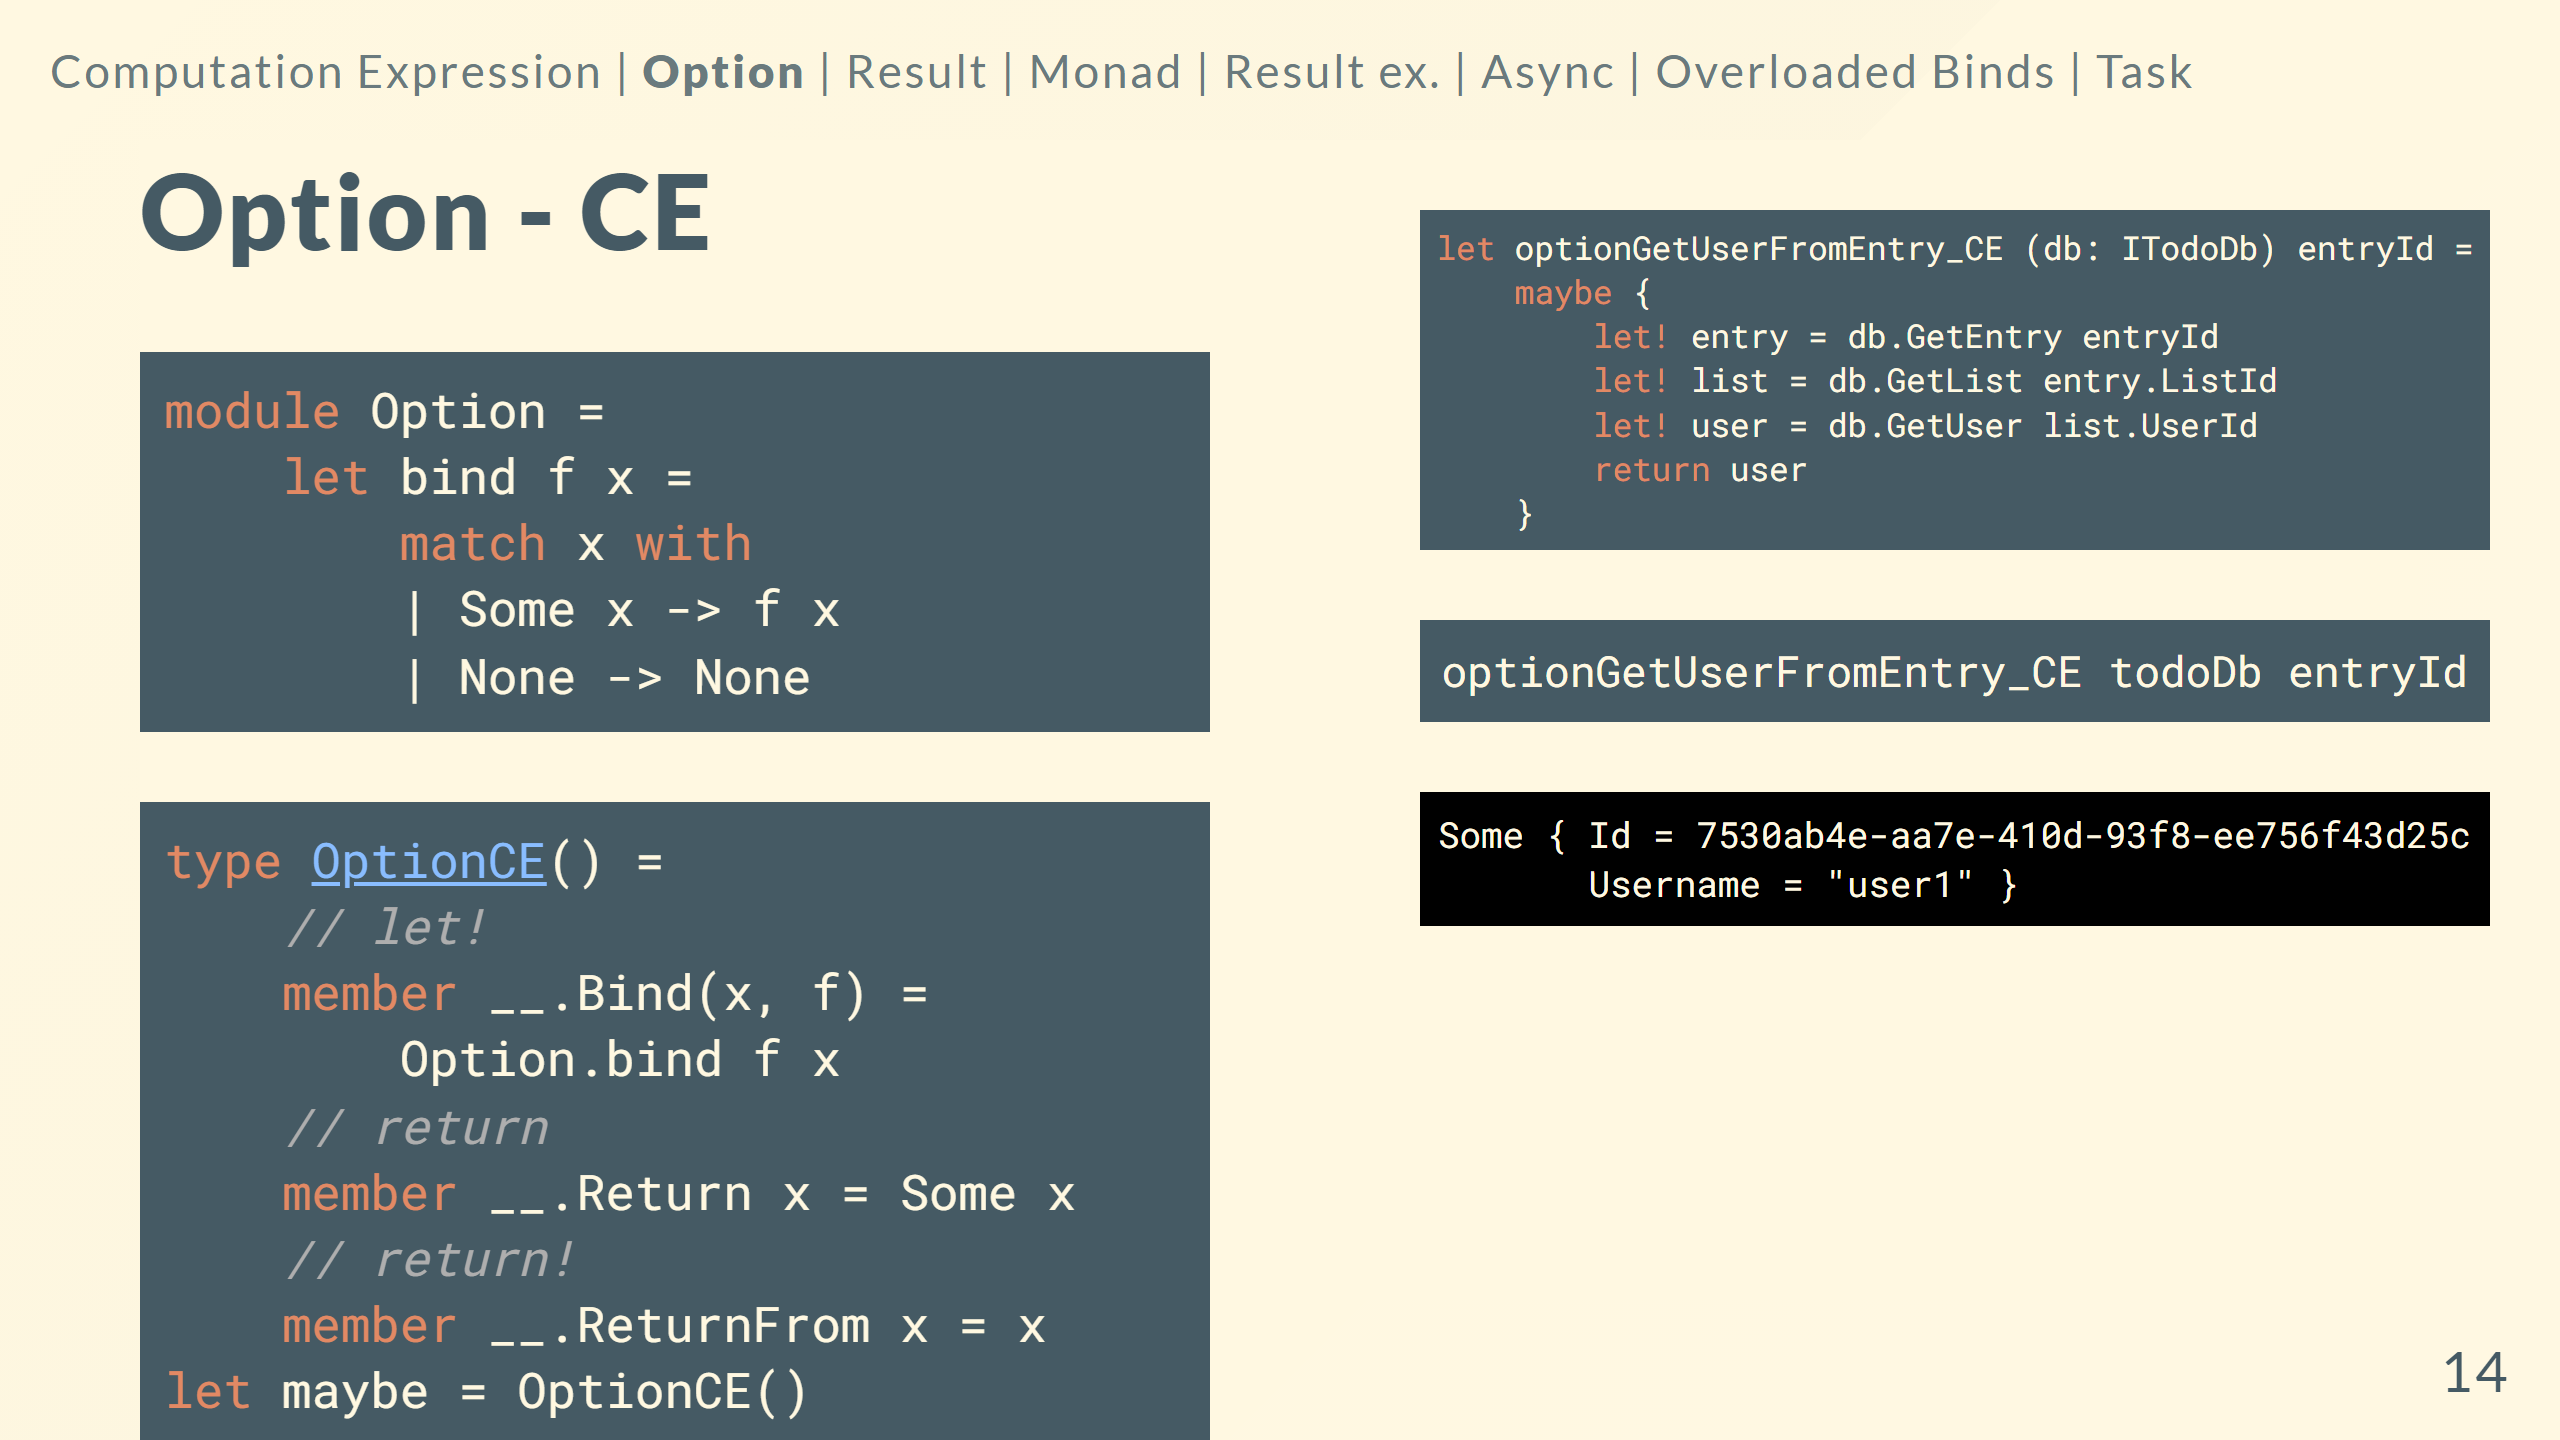 Computation Expression | Option | Result | Monad | Result ex. | Async | Overloaded Binds | Task
Option - CE
module Option =
    let bind f x =
        match x with
        | Some x -> f x
        | None -> None
type OptionCE() =
    // let!
    member __.Bind(x, f) =
        Option.bind f x
    // return
    member __.Return x = Some x
    // return!
    member __.ReturnFrom x = x
let maybe = OptionCE()
let optionGetUserFromEntry_CE (db: ITodoDb) entryId =
    maybe {
        let! entry = db.GetEntry entryId
        let! list = db.GetList entry.ListId
        let! user = db.GetUser list.UserId
        return user
    }
optionGetUserFromEntry_CE todoDb entryId
Some { Id = 7530ab4e-aa7e-410d-93f8-ee756f43d25c
       Username = "user1" }
14